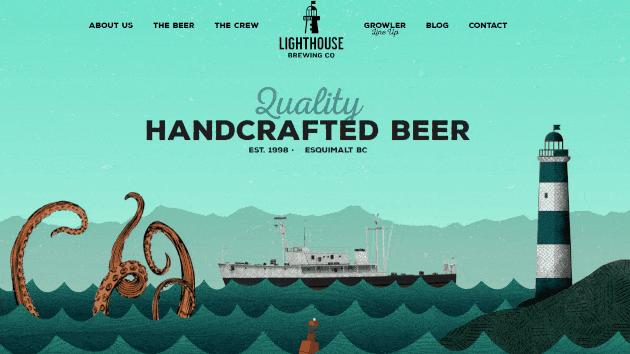 ABOUT US THE BEER THE CREW GROWLER BLOG CONTACT
Line Up
LIGHTHOUSE
BREWING CO
Quality
HANDCRAFTED BEER
EST. 1998 · ESQUIMALT BC